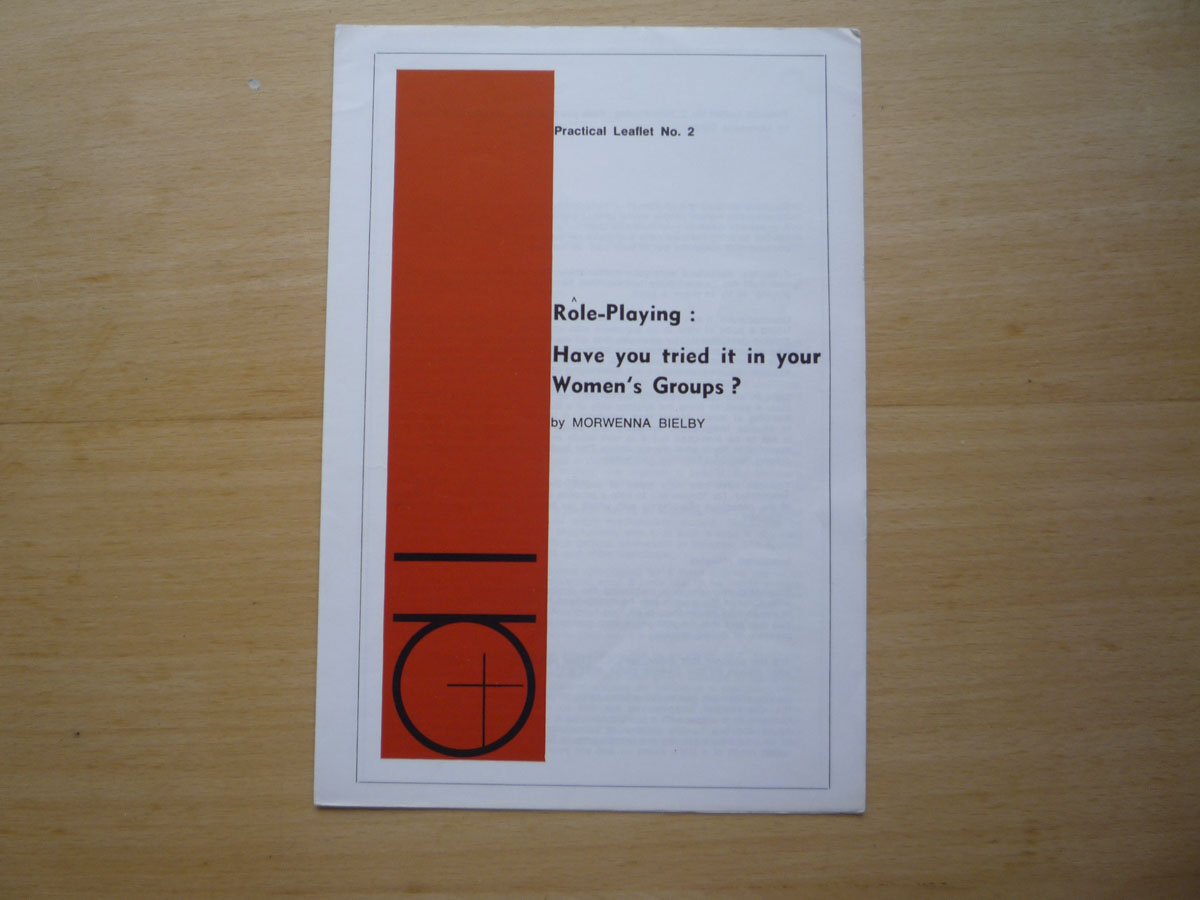 Practical Leaflet No. 2
Rôle-Playing :
Have you tried it in your
Women's Groups ?
by MORWENNA BIELBY